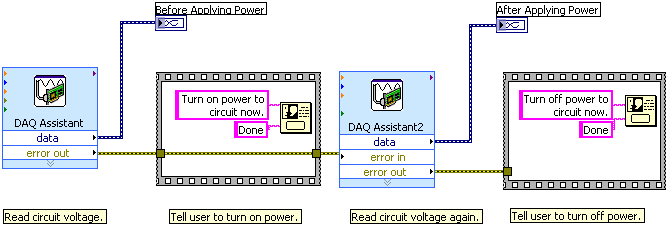 Before Applying Power
After Applying Power
DAQ Assistant
data
error out
Turn on power to
circuit now.
Done
DAQ Assistant2
data
error in
error out
Turn off power to
circuit now.
Done
Read circuit voltage.
Tell user to turn on power.
Read circuit voltage again.
Tell user to turn off power.